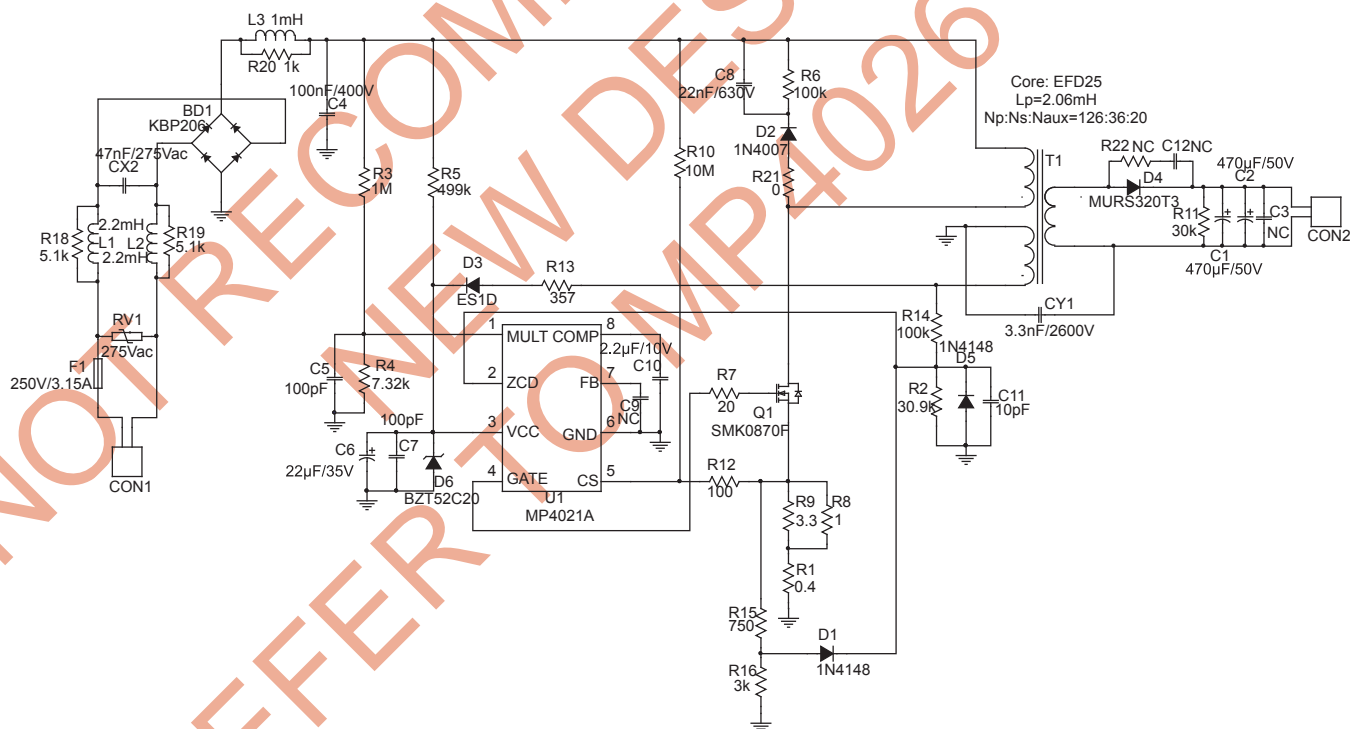 L3 1mH
R20 1k
100nF/400V
C4
BD1
KBP206
47nF/275Vac
CX2
R18
5.1k
2.2mH
L1
L2
2.2mH
R19
5.1k
RV1
275Vac
F1
250V/3.15A
CON1
R3
1M
R5
499k
R10
10M
C8
22nF/630V
R6
100k
D2
1N4007
R21
0
Core: EFD25
Lp=2.06mH
Np:Ns:Naux=126:36:20
T1
R22 NC
C12NC
D4
MURS320T3
470µF/50V
C2
R11
30k
C3
NC
C1
470µF/50V
CON2
D3
ES1D
R13
357
CY1
3.3nF/2600V
R14
100k
1N4148
D5
R2
30.9k
C11
10pF
C5
100pF
R4
7.32k
1
MULT COMP
8
2
ZCD
FB
7
3
VCC
GND
6
4
GATE
CS
5
U1
MP4021A
2.2µF/10V
C10
C9
NC
100pF
C6
C7
22µF/35V
D6
BZT52C20
R7
20
Q1
SMK0870F
R12
100
R9
3.3
R8
1
R1
0.4
R15
750
D1
1N4148
R16
3k
NOT RECOM
NEW DES
REFER TO MP4026